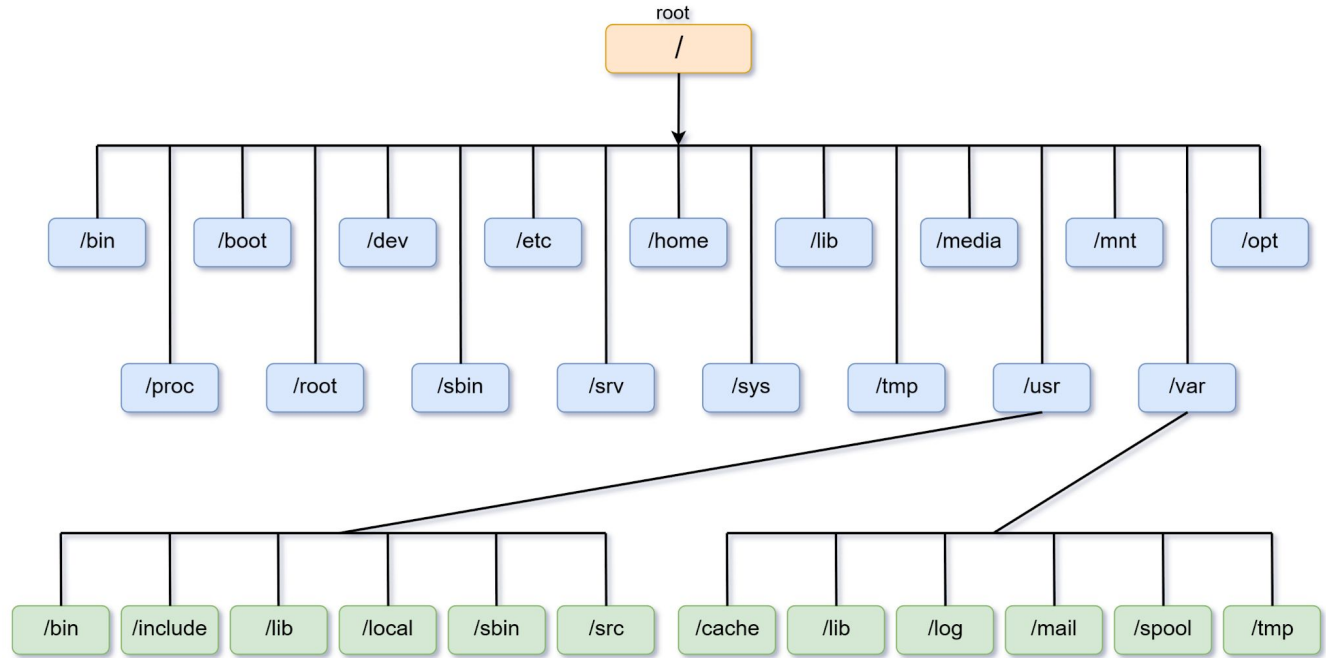 root
/
/bin
/boot
/dev
/etc
/home
/lib
/media
/mnt
/opt
/proc
/root
/sbin
/srv
/sys
/tmp
/usr
/var
/bin
/include
/lib
/local
/sbin
/src
/cache
/lib
/log
/mail
/spool
/tmp